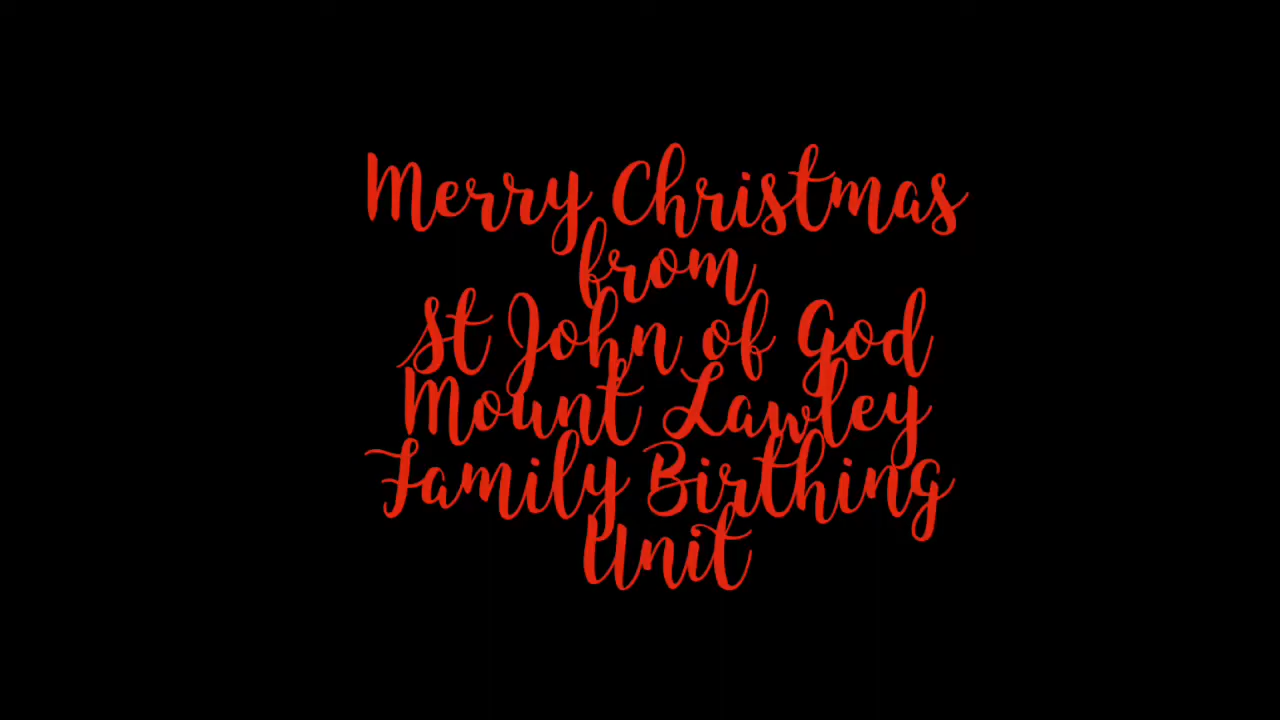 Merry Christmas
from
St John of God
Mount Lawley
Family Birthing
Unit